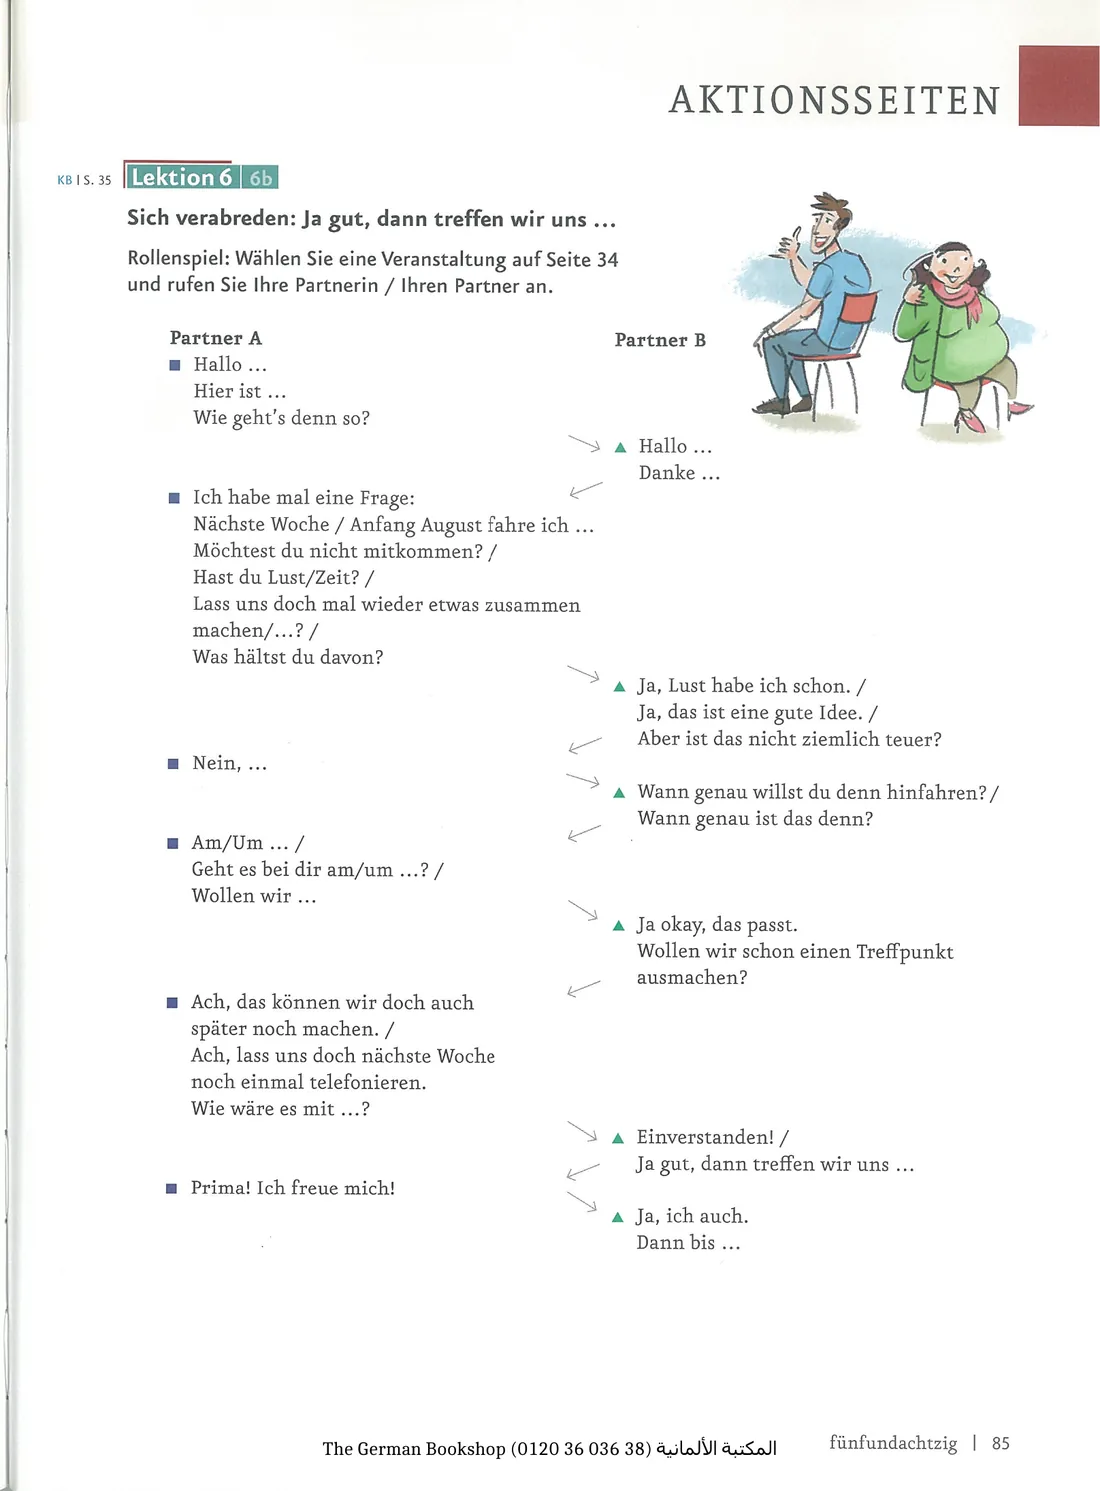 AKTIONSSEITEN
KB | S. 35 Lektion 6 | 6b
Sich verabreden: Ja gut, dann treffen wir uns ...
Rollenspiel: Wählen Sie eine Veranstaltung auf Seite 34
und rufen Sie Ihre Partnerin / Ihren Partner an.
Partner A
Partner B
Hallo ...
Hier ist ...
Wie geht's denn so?
Hallo ...
Danke ...
Ich habe mal eine Frage:
Nächste Woche / Anfang August fahre ich ...
Möchtest du nicht mitkommen? /
Hast du Lust/Zeit? /
Lass uns doch mal wieder etwas zusammen
machen/...? /
Was hältst du davon?
Ja, Lust habe ich schon. /
Ja, das ist eine gute Idee. /
Aber ist das nicht ziemlich teuer?
Nein, ...
Wann genau willst du denn hinfahren? /
Wann genau ist das denn?
Am/Um ... /
Geht es bei dir am/um ...? /
Wollen wir ...
Ja okay, das passt.
Wollen wir schon einen Treffpunkt
ausmachen?
Ach, das können wir doch auch
später noch machen. /
Ach, lass uns doch nächste Woche
noch einmal telefonieren.
Wie wäre es mit ...?
Einverstanden! /
Ja gut, dann treffen wir uns ...
Prima! Ich freue mich!
Ja, ich auch.
Dann bis ...
The German Bookshop (0120 36 036 38) المكتبة الألمانية
fünfundachtzig | 85